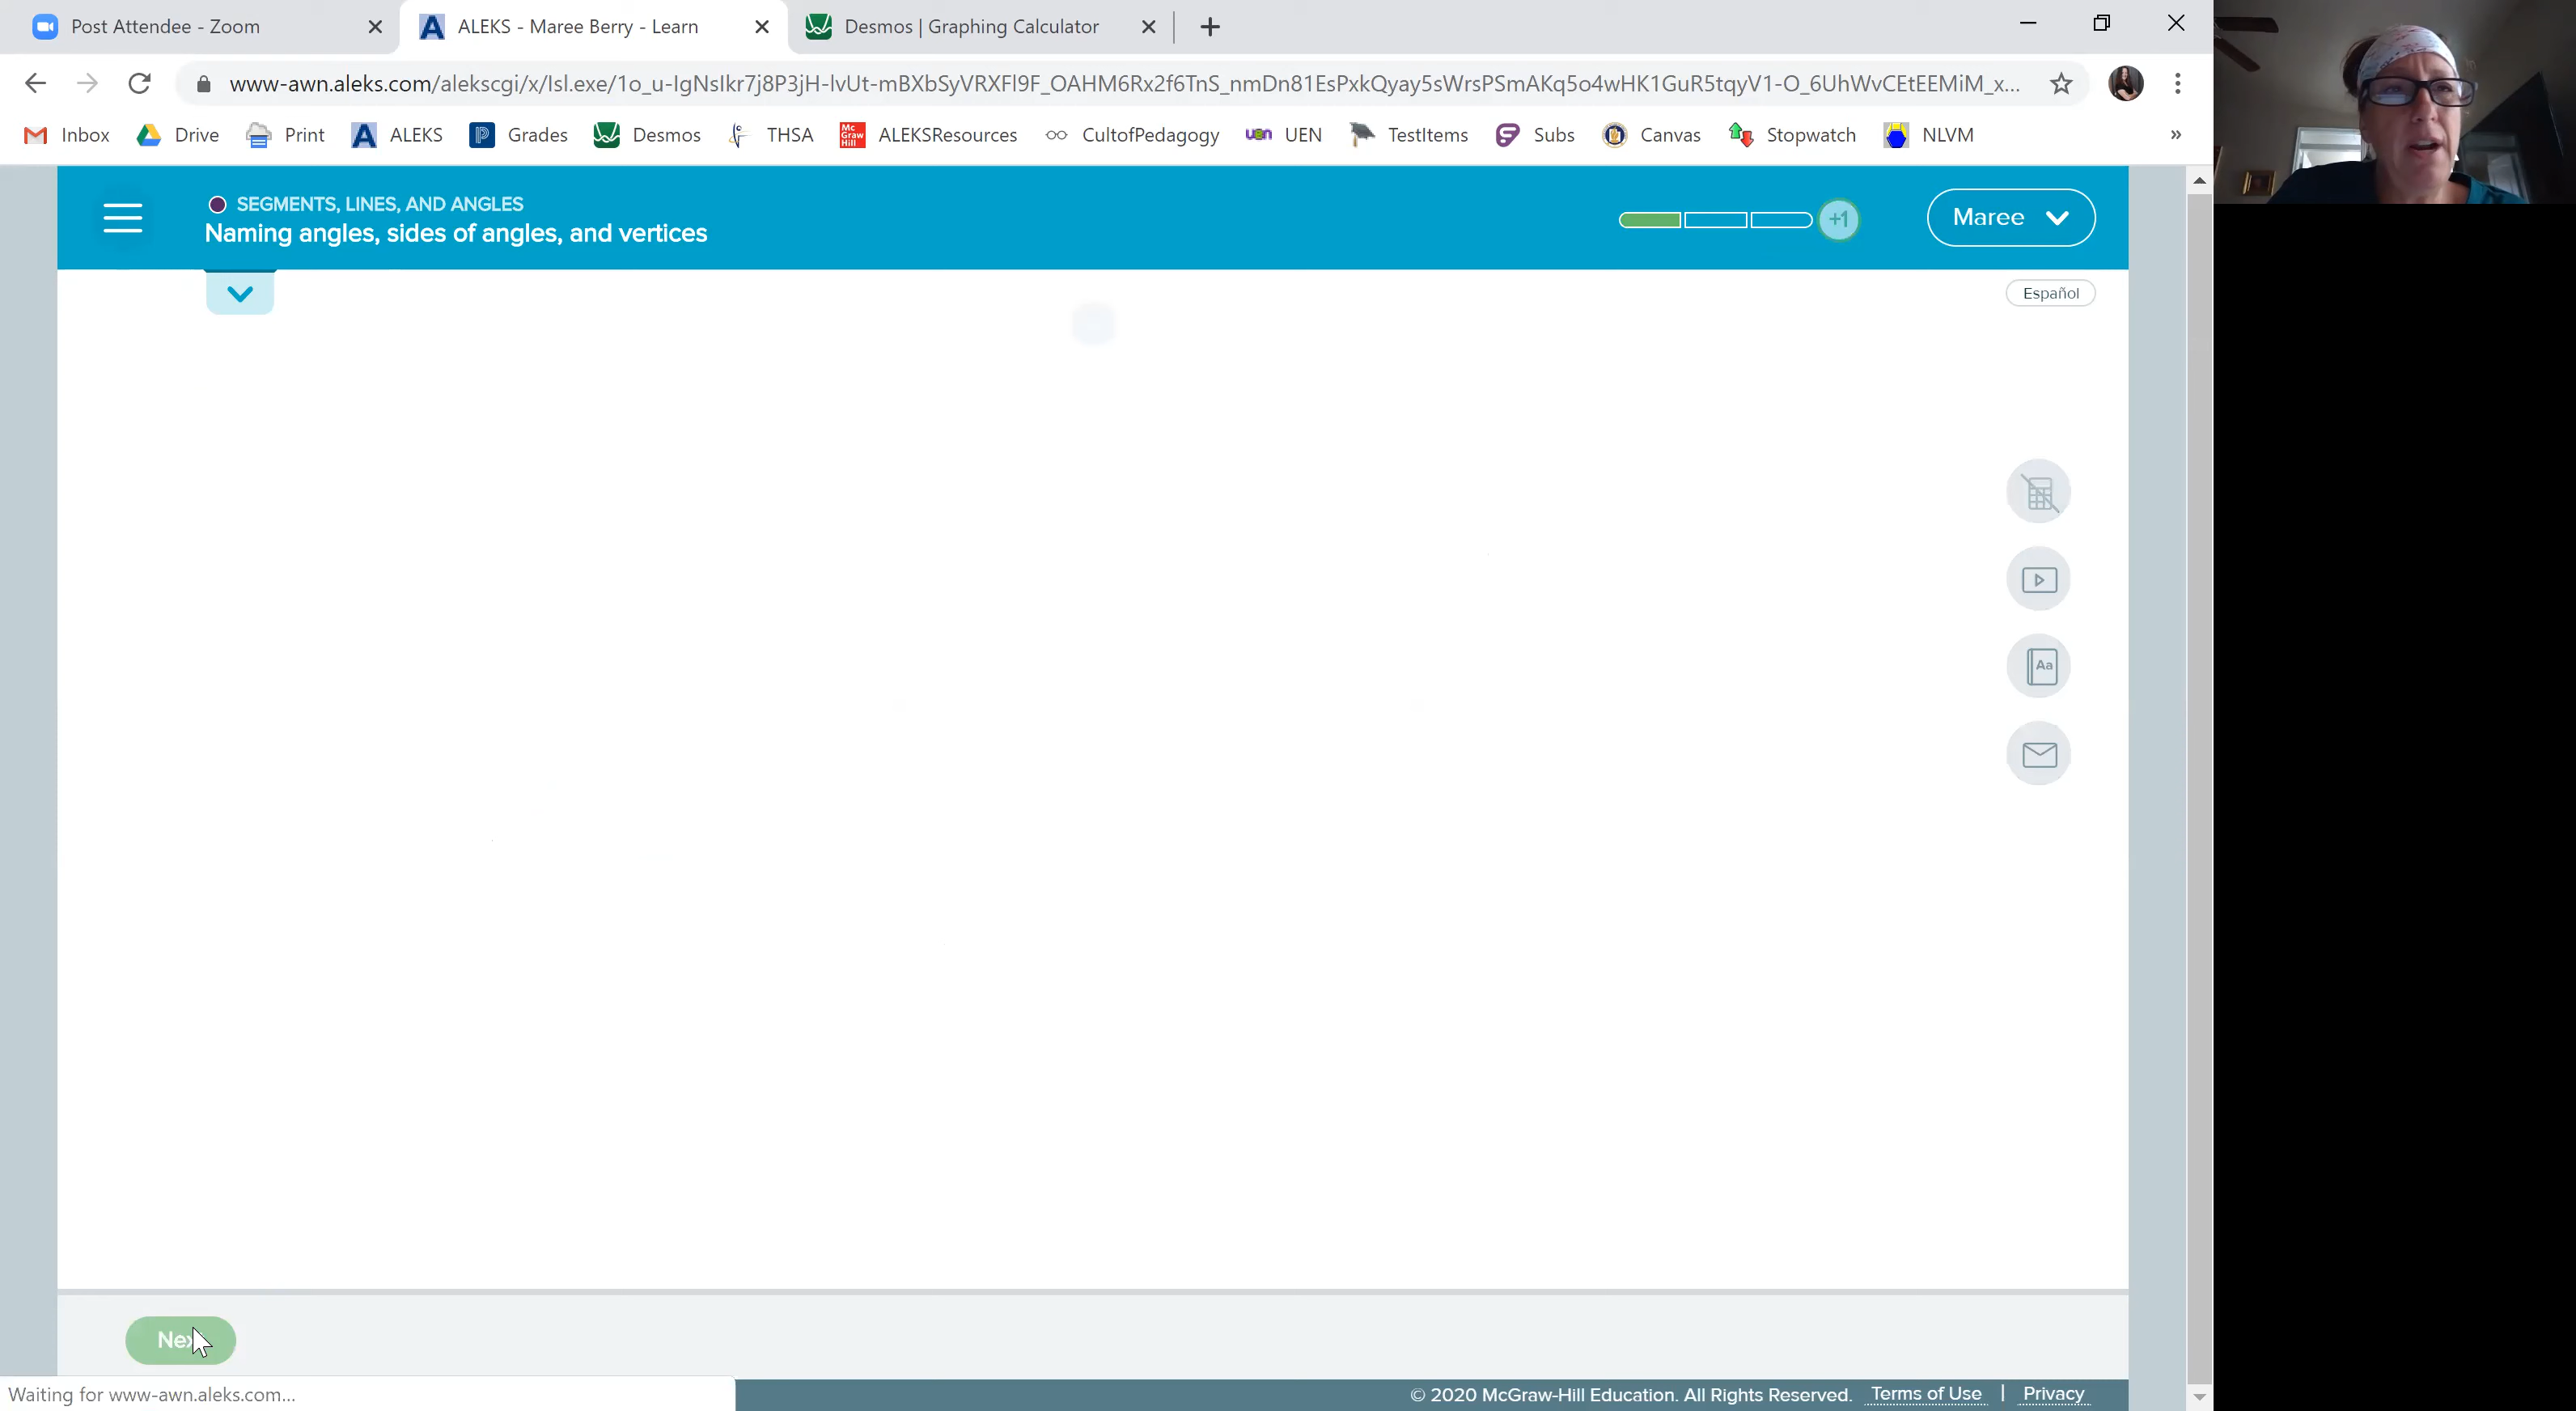 Post Attendee - Zoom
ALEKS - Maree Berry - Learn
Desmos | Graphing Calculator
www-awn.aleks.com/alekscgi/x/Isl.exe/1o_u-IgNsIkr7j8P3jH-lvUt-mBXbSyVRXFl9F_OAHM6Rx2f6TnS_nmDn81EsPxkQyay5sWrsPSmAKq5o4wHK1GuR5tqyV1-O_6UhWvCEtEEMiM_x...
Inbox Drive Print ALEKS Grades Desmos THSA ALEKSResources CultofPedagogy UEN TestItems Subs Canvas Stopwatch NLVM »
SEGMENTS, LINES, AND ANGLES
Naming angles, sides of angles, and vertices
+1
Maree
Español
Aa
Waiting for www-awn.aleks.com...
© 2020 McGraw-Hill Education. All Rights Reserved. Terms of Use | Privacy